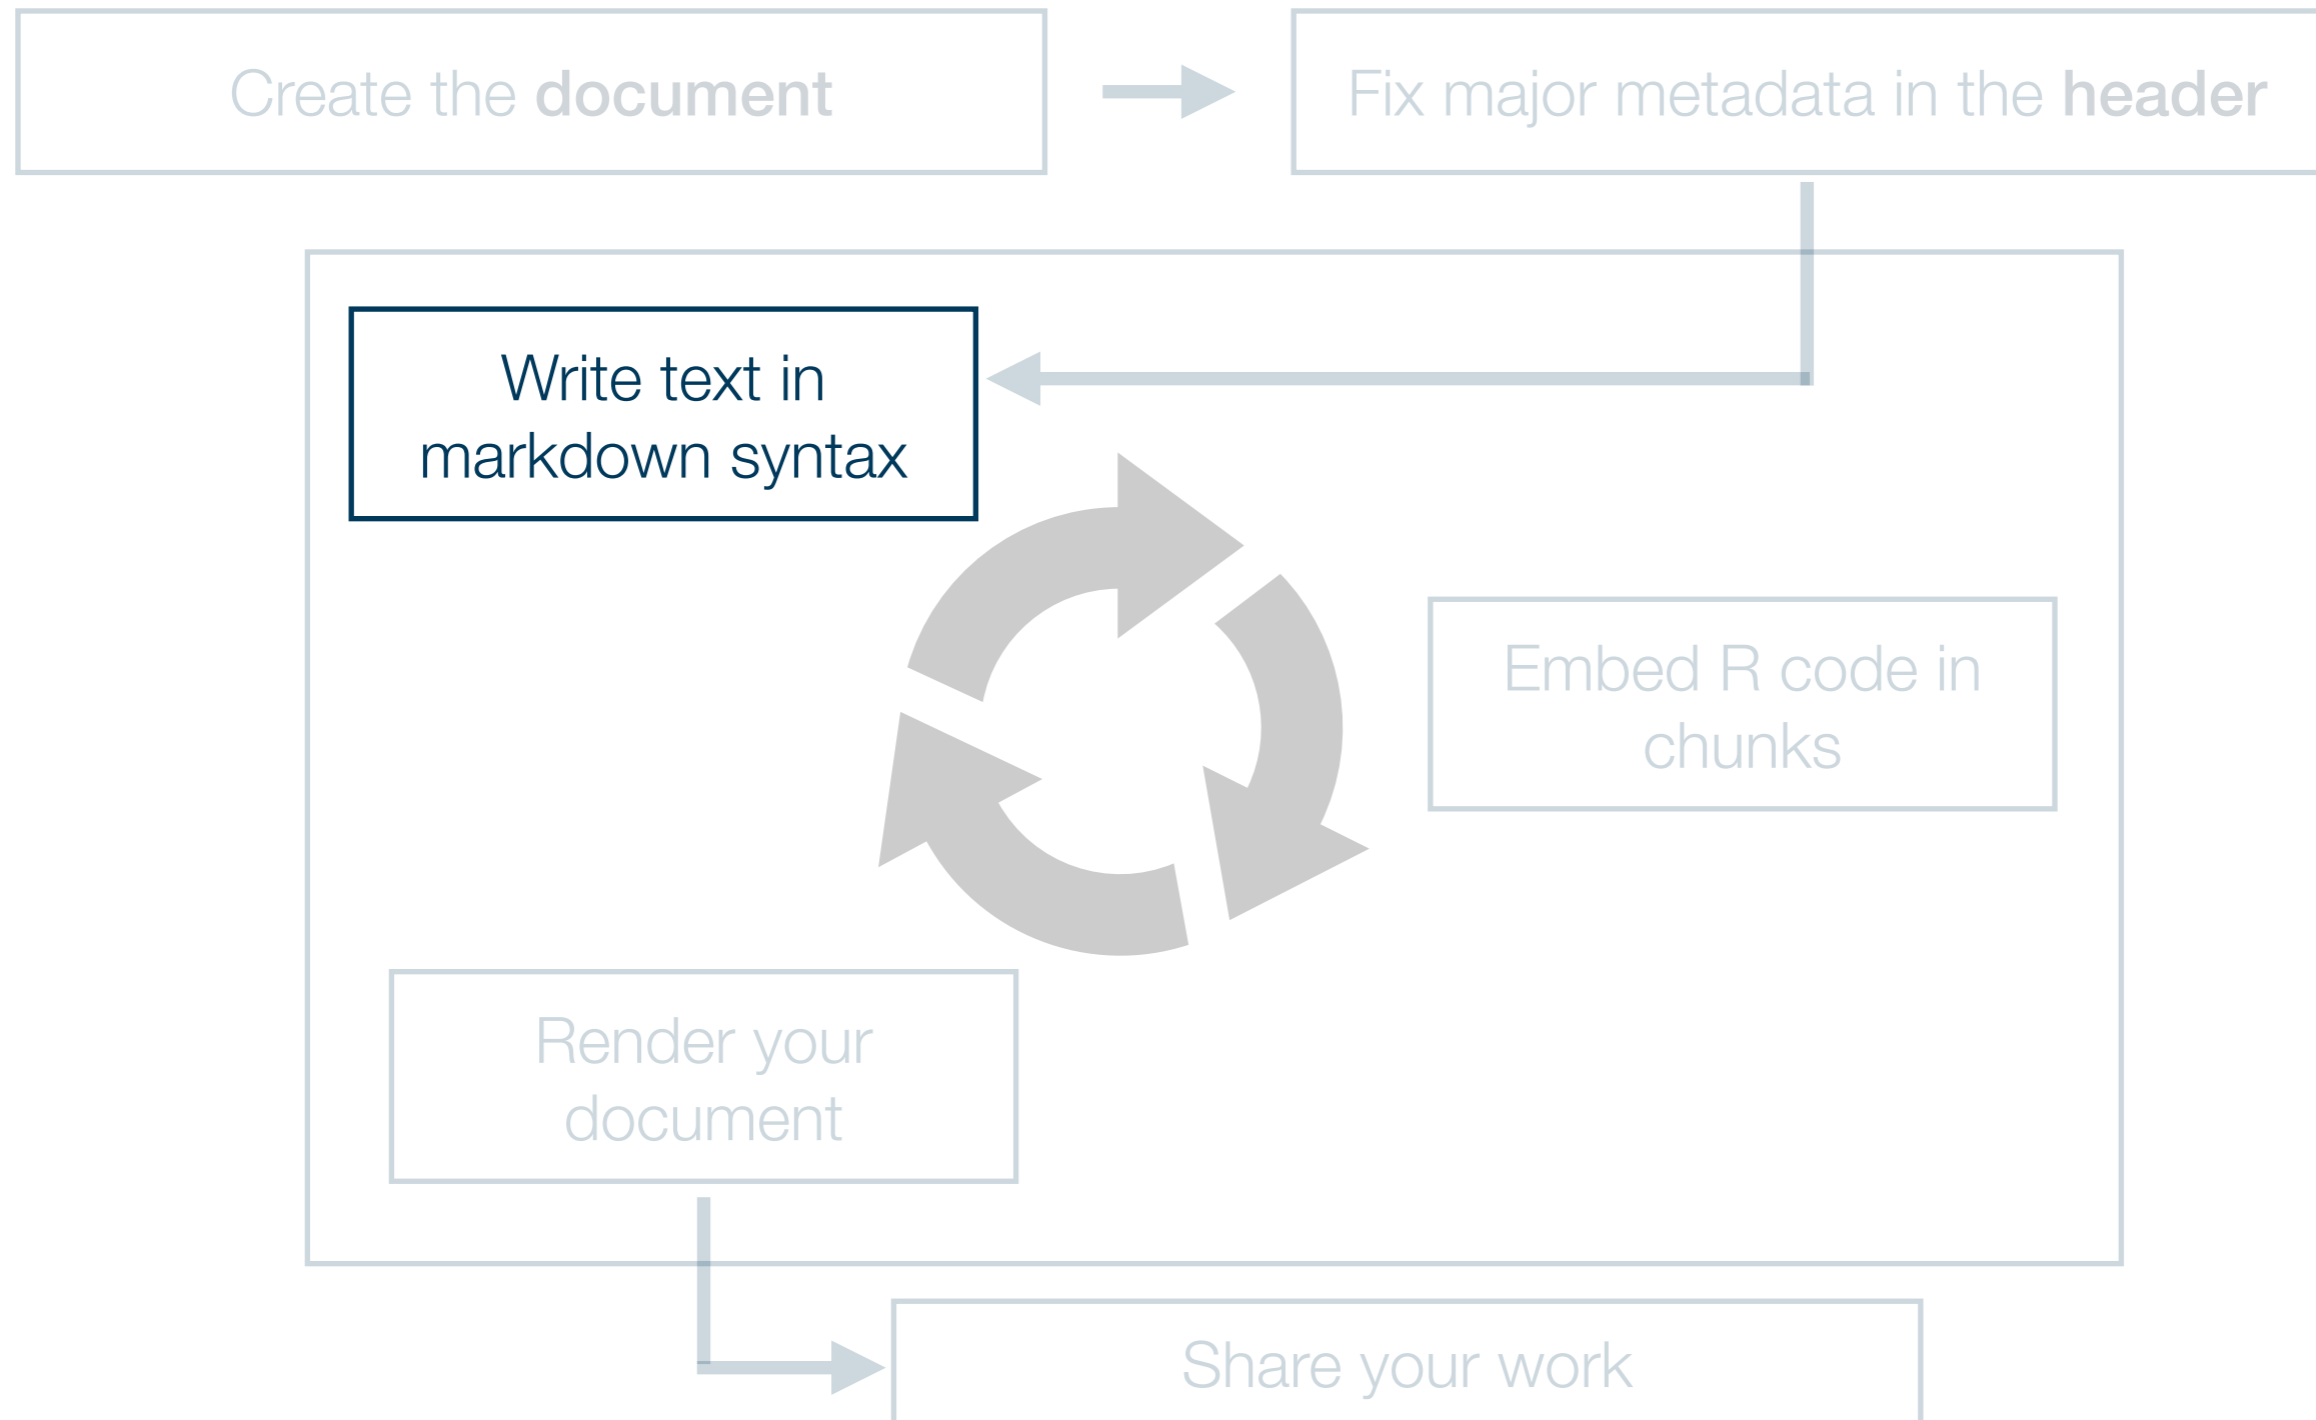 Create the document
Fix major metadata in the header
Write text in
markdown syntax
Embed R code in
chunks
Render your
document
Share your work